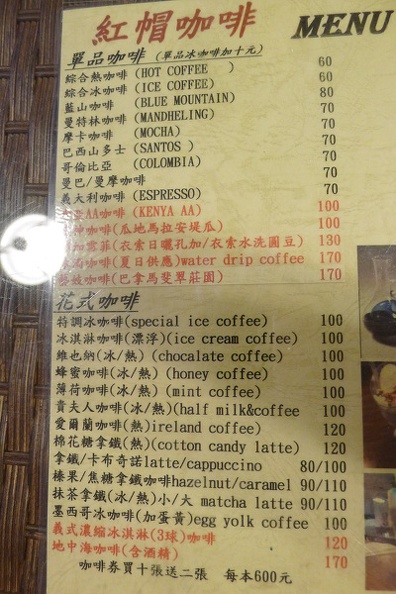 紅帽咖啡 MENU
單品咖啡 (單品冰咖啡加十元)
綜合熱咖啡 (HOT COFFEE ) 60
綜合冰咖啡 (ICE COFFEE) 60
藍山咖啡 (BLUE MOUNTAIN) 80
曼特林咖啡 (MANDHELING) 70
摩卡咖啡 (MOCHA) 70
巴西山多士 (SANTOS ) 70
哥倫比亞 (COLOMBIA) 70
曼巴/曼摩咖啡 70
義大利咖啡 (ESPRESSO) 70
AA咖啡 (KENYA AA) 100
神咖啡(瓜地馬拉安堤瓜) 100
加雪菲(衣索日曬孔加/衣索水洗圓豆) 130
咖啡(夏日供應)water drip coffee 170
咖啡(巴拿馬斐翠莊園) 170
花式咖啡
特調冰咖啡(special ice coffee) 100
冰淇淋咖啡(漂浮)(ice cream coffee) 100
維也納(冰/熱) (chocalate coffee) 100
蜂蜜咖啡(冰/熱) (honey coffee) 100
薄荷咖啡(冰/熱) (mint coffee) 100
貴夫人咖啡(冰/熱)(half milk&coffee 100
愛爾蘭咖啡(熱)ireland coffee) 120
棉花糖拿鐵(熱)(cotton candy latte) 120
拿鐵/卡布奇諾latte/cappuccino 80/100
榛果/焦糖拿鐵咖啡hazelnut/caramel 90/110
抹茶拿鐵(冰/熱)小/大 matcha latte 90/110
墨西哥冰咖啡(加蛋黃)egg yolk coffee 100
義式濃縮冰淇淋(3球)咖啡 120
地中海咖啡(含酒精) 170
咖啡券買十張送二張 每本600元